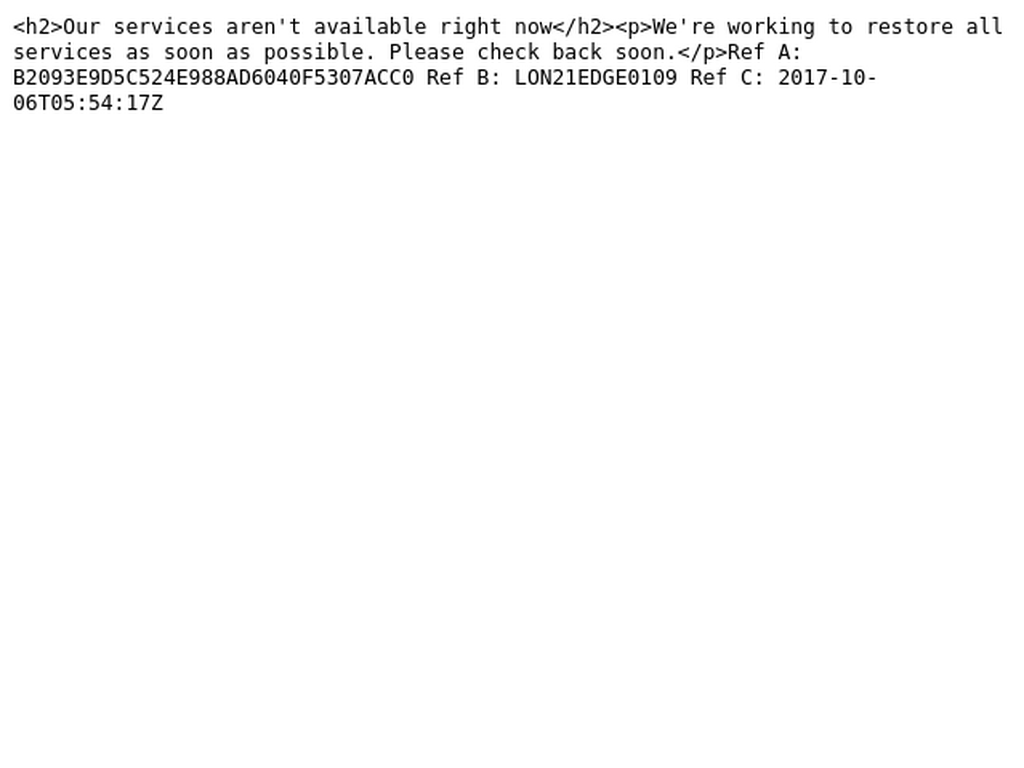 <h2>Our services aren't available right now</h2><p>We're working to restore all
services as soon as possible. Please check back soon.</p>Ref A:
B2093E9D5C524E988AD6040F5307ACC0 Ref B: LON21EDGE0109 Ref C: 2017-10-
06T05:54:17Z